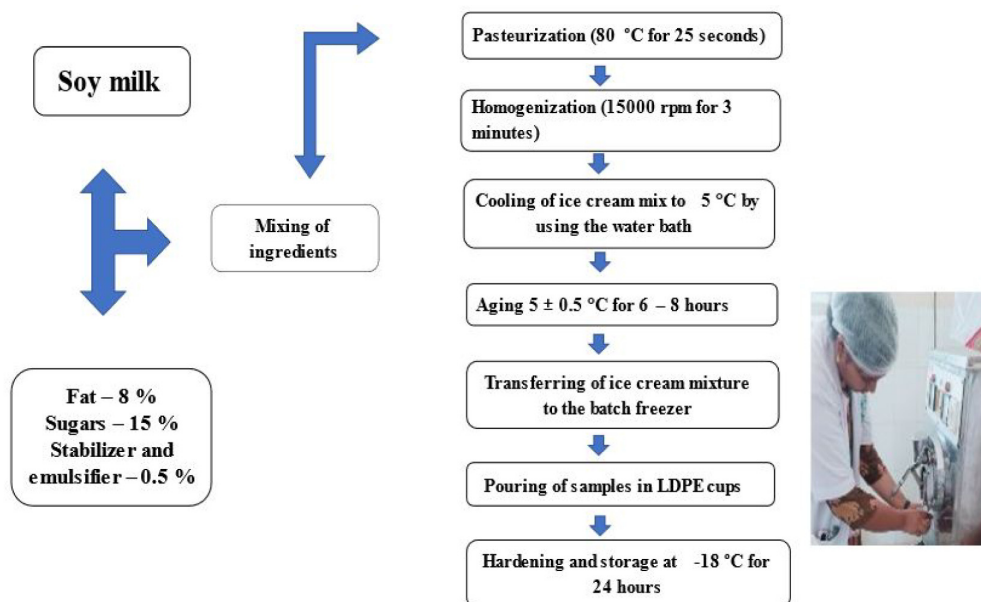 Soy milk
Fat – 8 %
Sugars – 15 %
Stabilizer and
emulsifier – 0.5 %
Mixing of
ingredients
Pasteurization (80 °C for 25 seconds)
Homogenization (15000 rpm for 3
minutes)
Cooling of ice cream mix to 5 °C by
using the water bath
Aging 5 ± 0.5 °C for 6 – 8 hours
Transferring of ice cream mixture
to the batch freezer
Pouring of samples in LDPE cups
Hardening and storage at -18 °C for
24 hours